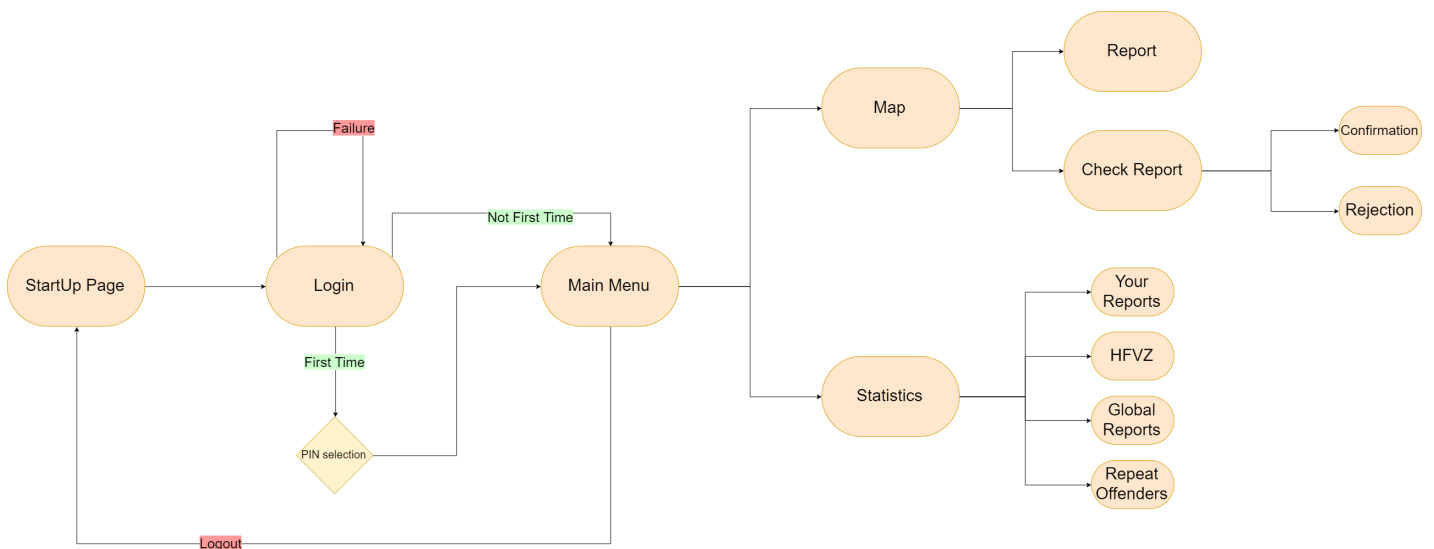 Report
Map
Confirmation
Failure
Check Report
Rejection
Not First Time
StartUp Page
Login
Main Menu
Your
Reports
First Time
HFVZ
Statistics
Global
Reports
PIN selection
Repeat
Offenders
Logout